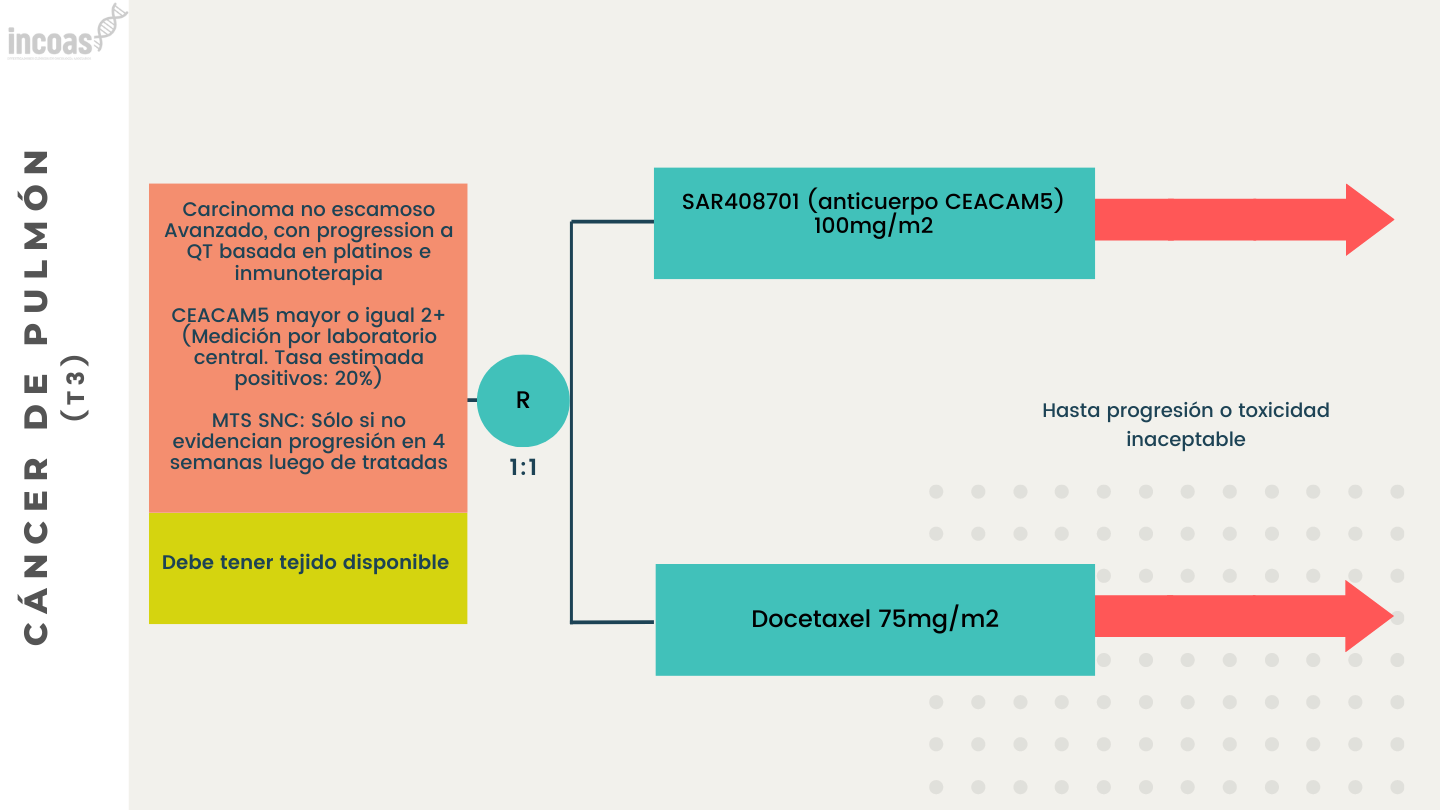 incoas
CÁNCER DE PULMÓN
(T3)
Carcinoma no escamoso
Avanzado, con progression a
QT basada en platinos e
inmunoterapia
CEACAM5 mayor o igual 2+
(Medición por laboratorio
central. Tasa estimada
positivos: 20%)
MTS SNC: Sólo si no
evidencian progresión en 4
semanas luego de tratadas
Debe tener tejido disponible
R
1:1
SAR408701 (anticuerpo CEACAM5)
100mg/m2
Hasta progresión o toxicidad
inaceptable
Docetaxel 75mg/m2